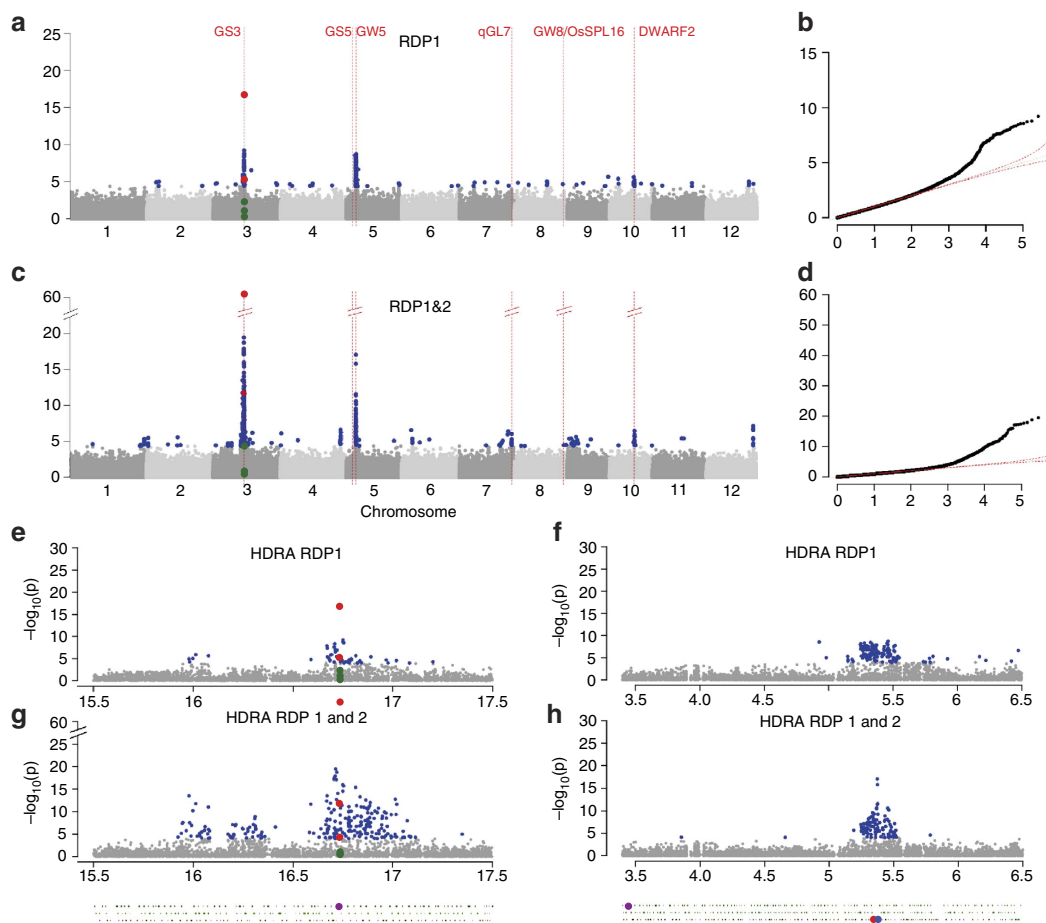 a
b
GS3
GS5
GW5
qGL7
GW8/OsSPL16
DWARF2
RDP1
25
20
15
10
5
0
1 2 3 4 5 6 7 8 9 10 11 12
15
10
5
0
0 1 2 3 4 5
c
d
RDP1&2
60
20
15
10
5
0
1 2 3 4 5 6 7 8 9 10 11 12
Chromosome
60
50
40
30
20
10
0
0 1 2 3 4 5
e
HDRA RDP1
–log10(p)
30
25
20
15
10
5
0
15.5 16 16.5 17 17.5
f
HDRA RDP1
–log10(p)
30
25
20
15
10
5
0
3.5 4.0 5 5.5 6 6.5
g
HDRA RDP 1 and 2
–log10(p)
60
25
20
15
10
5
0
15.5 16 16.5 17 17.5
h
HDRA RDP 1 and 2
–log10(p)
30
25
20
15
10
5
0
3.5 4.0 4.5 5 5.5 6 6.5